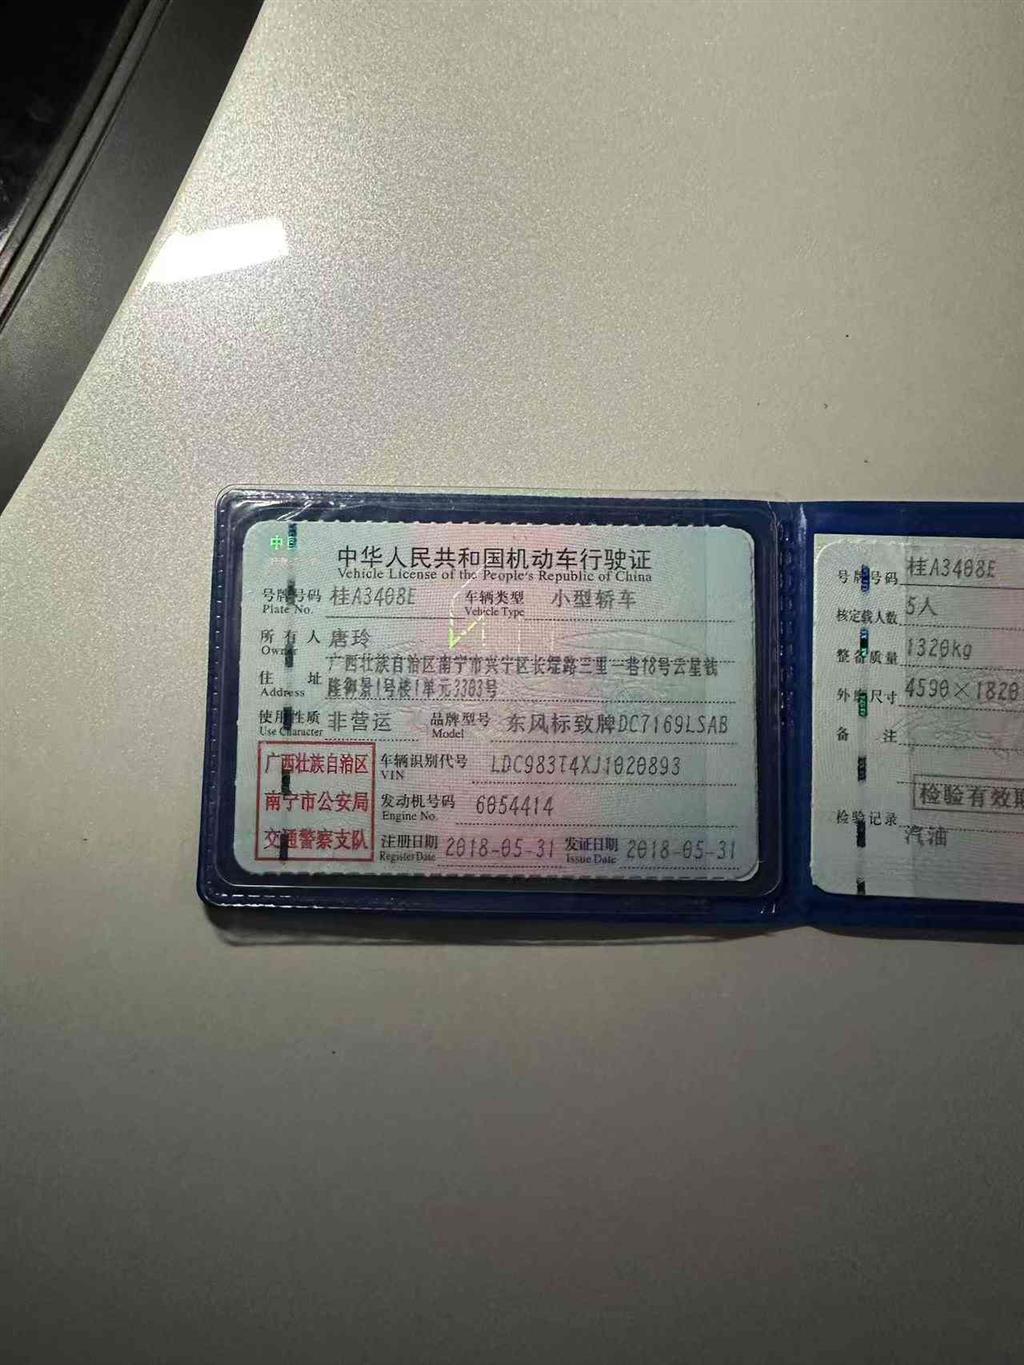 中国
中华人民共和国机动车行驶证
Vehicle License of the People's Republic of China
号牌号码 桂A3408E 车辆类型 小型轿车
Plate No. Vehicle Type
所有人 唐玲
Owner
住址 广西壮族自治区南宁市兴宁区长堽路三里一巷18号云星钱
Address 隆御景1号楼1单元3303号
使用性质 非营运 品牌型号 东风标致牌DC7169LSAB
Use Character Model
广西壮族自治区
南宁市公安局
交通警察支队
车辆识别代号 LDC983T4XJ1020893
VIN
发动机号码 6054414
Engine No.
注册日期 2018-05-31 发证日期 2018-05-31
Register Date Issue Date
号牌号码 桂A3408E
核定载人数 5人
整备质量 1320kg
外廓尺寸 4590×1820
备注
检验有效期
检验记录
汽油